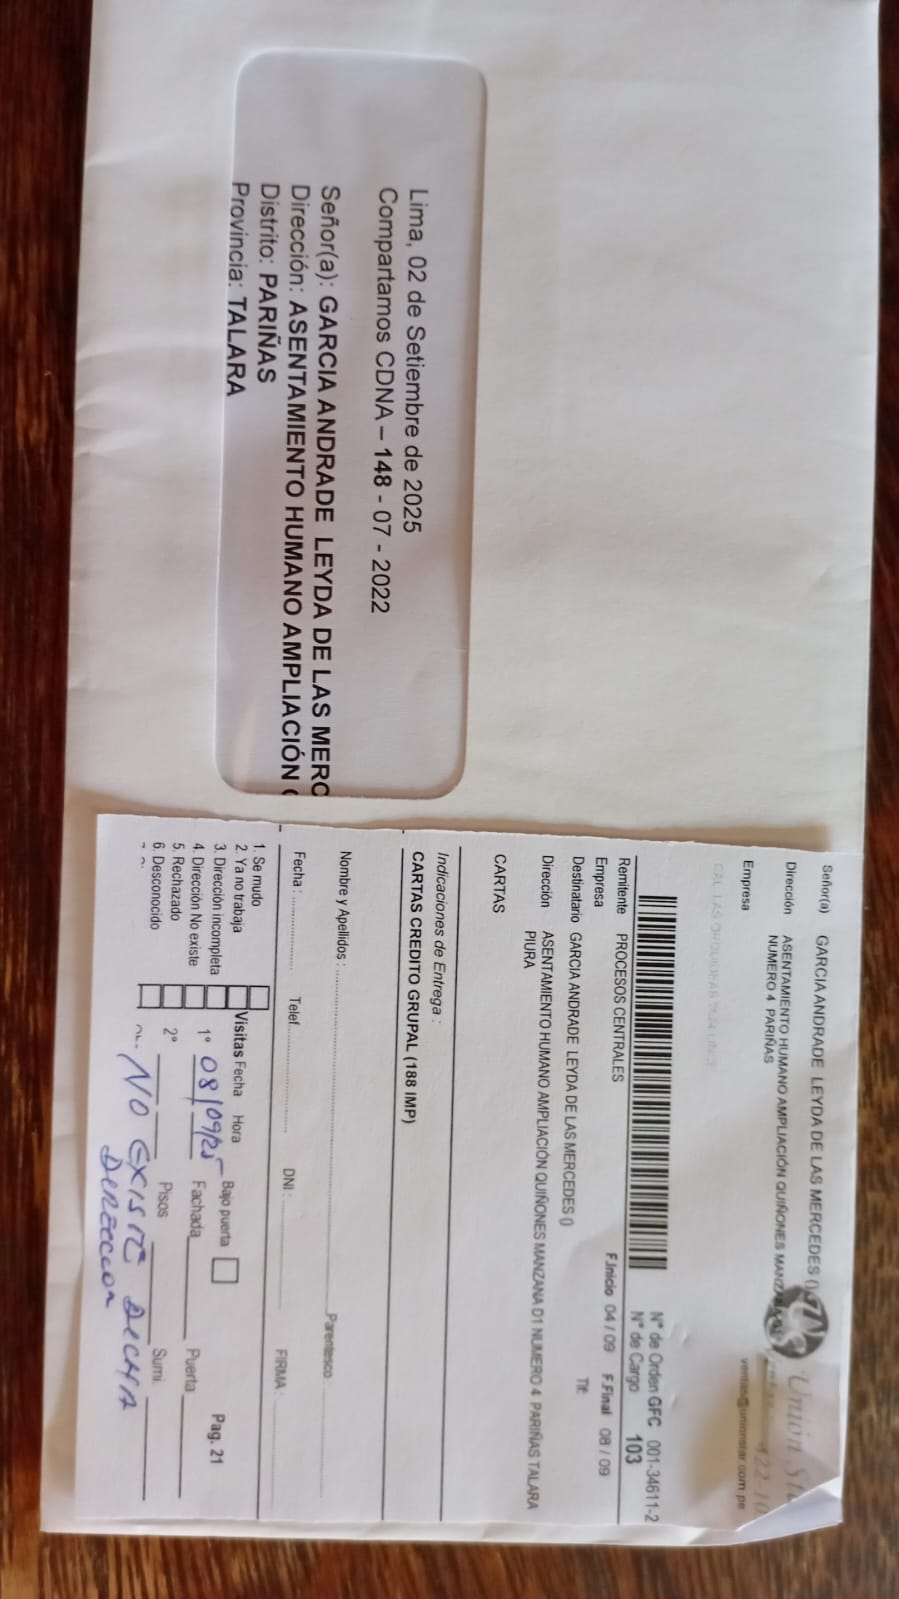 Lima, 02 de Setiembre de 2025
Compartamos CDNA – 148 - 07 - 2022
Señor(a): GARCIA ANDRADE LEYDA DE LAS MERC
Dirección: ASENTAMIENTO HUMANO AMPLIACIÓN
Distrito: PARIÑAS
Provincia: TALARA
Señor(a) GARCIA ANDRADE LEYDA DE LAS MERCEDES ()
Dirección ASENTAMIENTO HUMANO AMPLIACIÓN QUIÑONES
NUMERO 4 PARIÑAS
Empresa
Unión
ventas@unionstar.com.pe
N° de Orden GFC 001-34611-2
N° de Cargo 103
Remitente PROCESOS CENTRALES
Empresa F.Inicio 04 / 09 F.Final 08 / 09
Destinatario GARCIA ANDRADE LEYDA DE LAS MERCEDES () Tlf:
Dirección ASENTAMIENTO HUMANO AMPLIACIÓN QUIÑONES MANZANA D1 NUMERO 4 PARIÑAS TALARA
PIURA
CARTAS
Indicaciones de Entrega :
CARTAS CREDITO GRUPAL (188 IMP)
Nombre y Apellidos : Parentesco
Fecha : Telef. DNI : FIRMA :
1. Se mudo
2. Ya no trabaja
3. Dirección incompleta
4. Dirección No existe
5. Rechazado
6. Desconocido
Visitas Fecha Hora Bajo puerta Pag. 21
1° 08/09/25 Fachada Puerta
2° Pisos Sumi.
NO EXISTE DICHA
DIRECCION